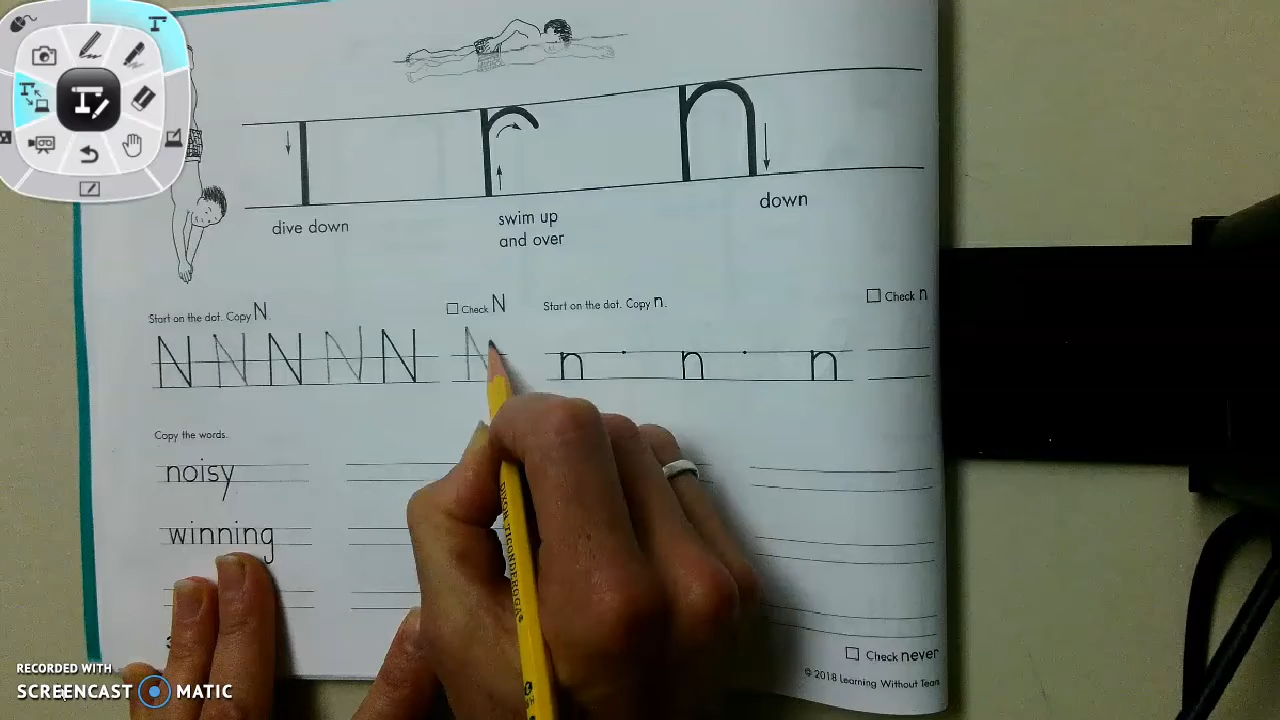 dive down
swim up
and over
down
Start on the dot. Copy N.
☐ Check N
N N N N N N
Start on the dot. Copy n.
☐ Check n
n n n
Copy the words.
noisy
winning
☐ Check never
© 2018 Learning Without Tears
RECORDED WITH
SCREENCAST MATIC